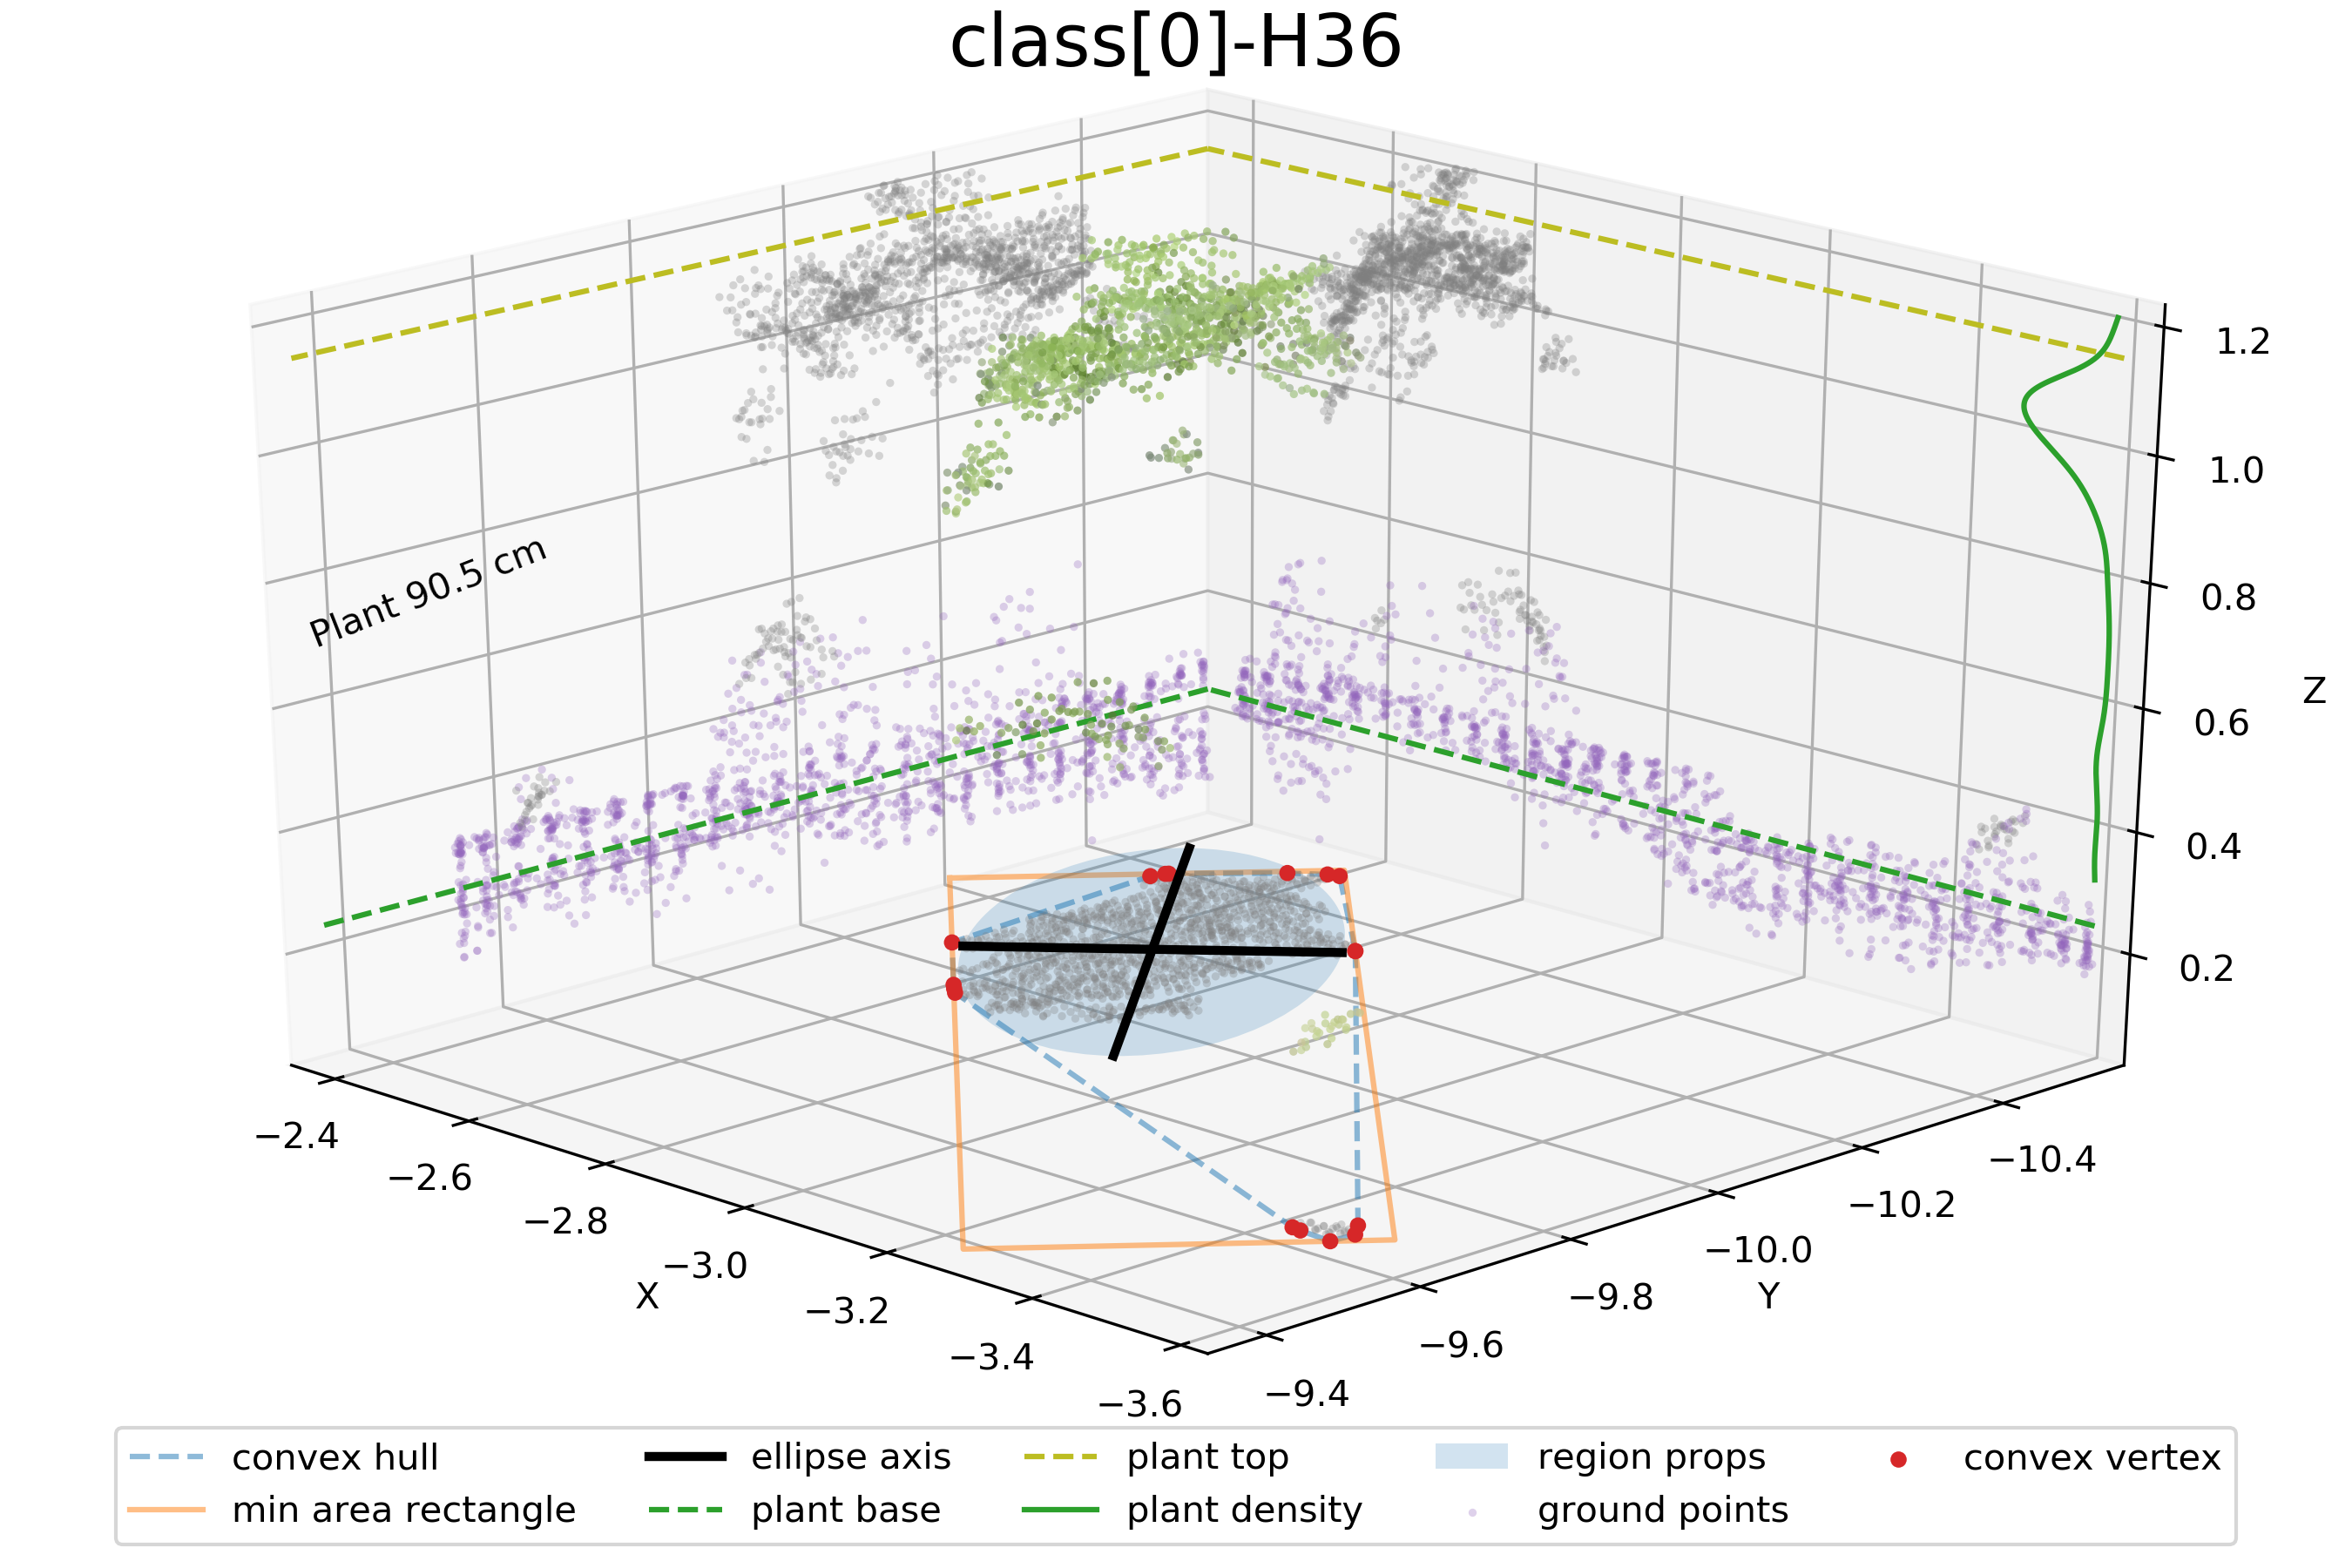 class[0]-H36
Plant 90.5 cm
1.2
1.0
0.8
0.6
0.4
0.2
Z
−2.4
−2.6
−2.8
−3.0
−3.2
−3.4
−3.6
X
−9.4
−9.6
−9.8
−10.0
−10.2
−10.4
Y
convex hull
min area rectangle
ellipse axis
plant base
plant top
plant density
region props
ground points
convex vertex